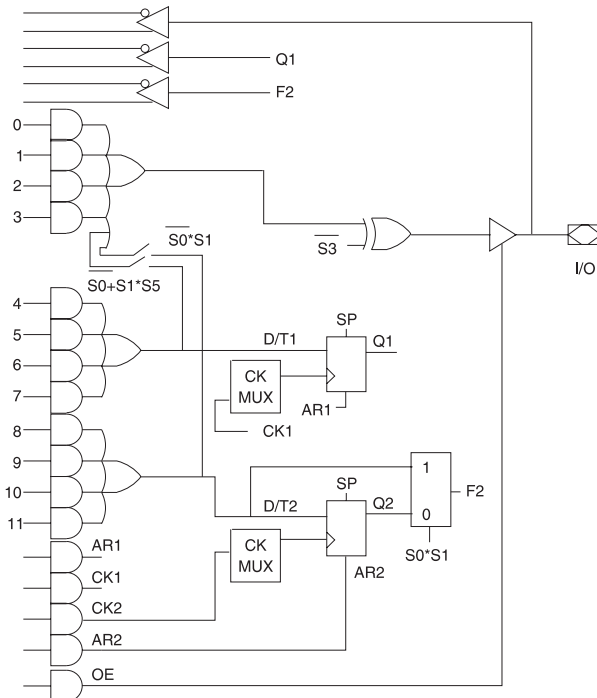 Q1
F2
0
1
2
3
S0*S1
S3
I/O
S0+S1*S5
4
5
6
7
D/T1
SP
Q1
CK
MUX
AR1
CK1
8
9
10
11
D/T2
SP
Q2
1
0
F2
S0*S1
CK
MUX
AR2
AR1
CK1
CK2
AR2
OE